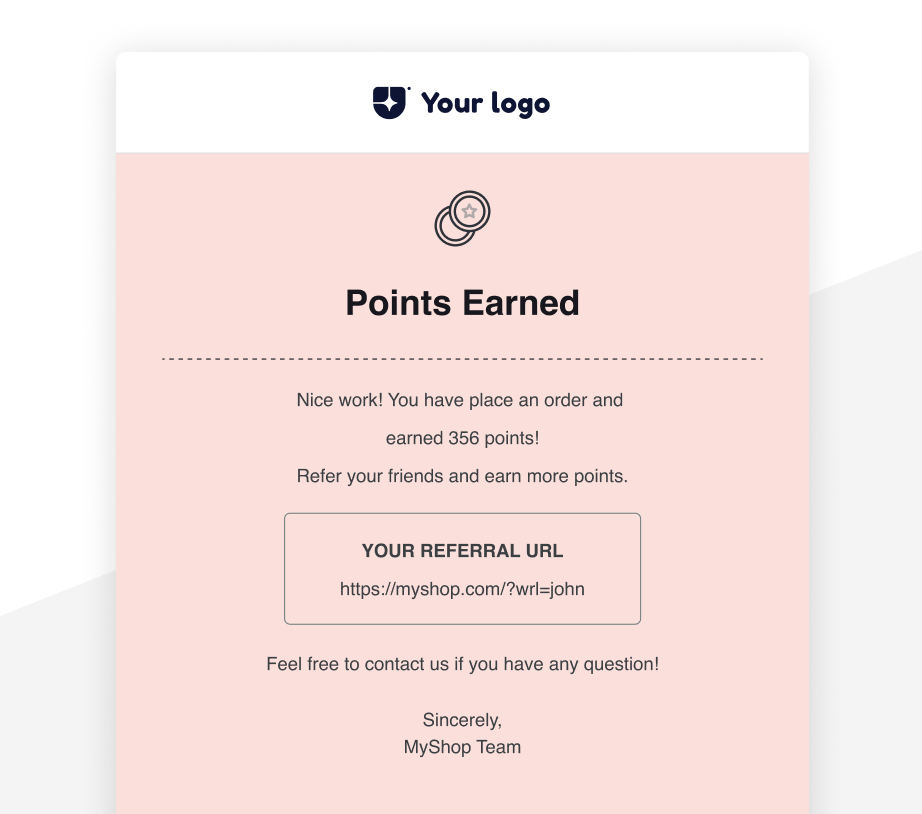 Your logo
Points Earned
Nice work! You have place an order and
earned 356 points!
Refer your friends and earn more points.
YOUR REFERRAL URL
https://myshop.com/?wrl=john
Feel free to contact us if you have any question!
Sincerely,
MyShop Team